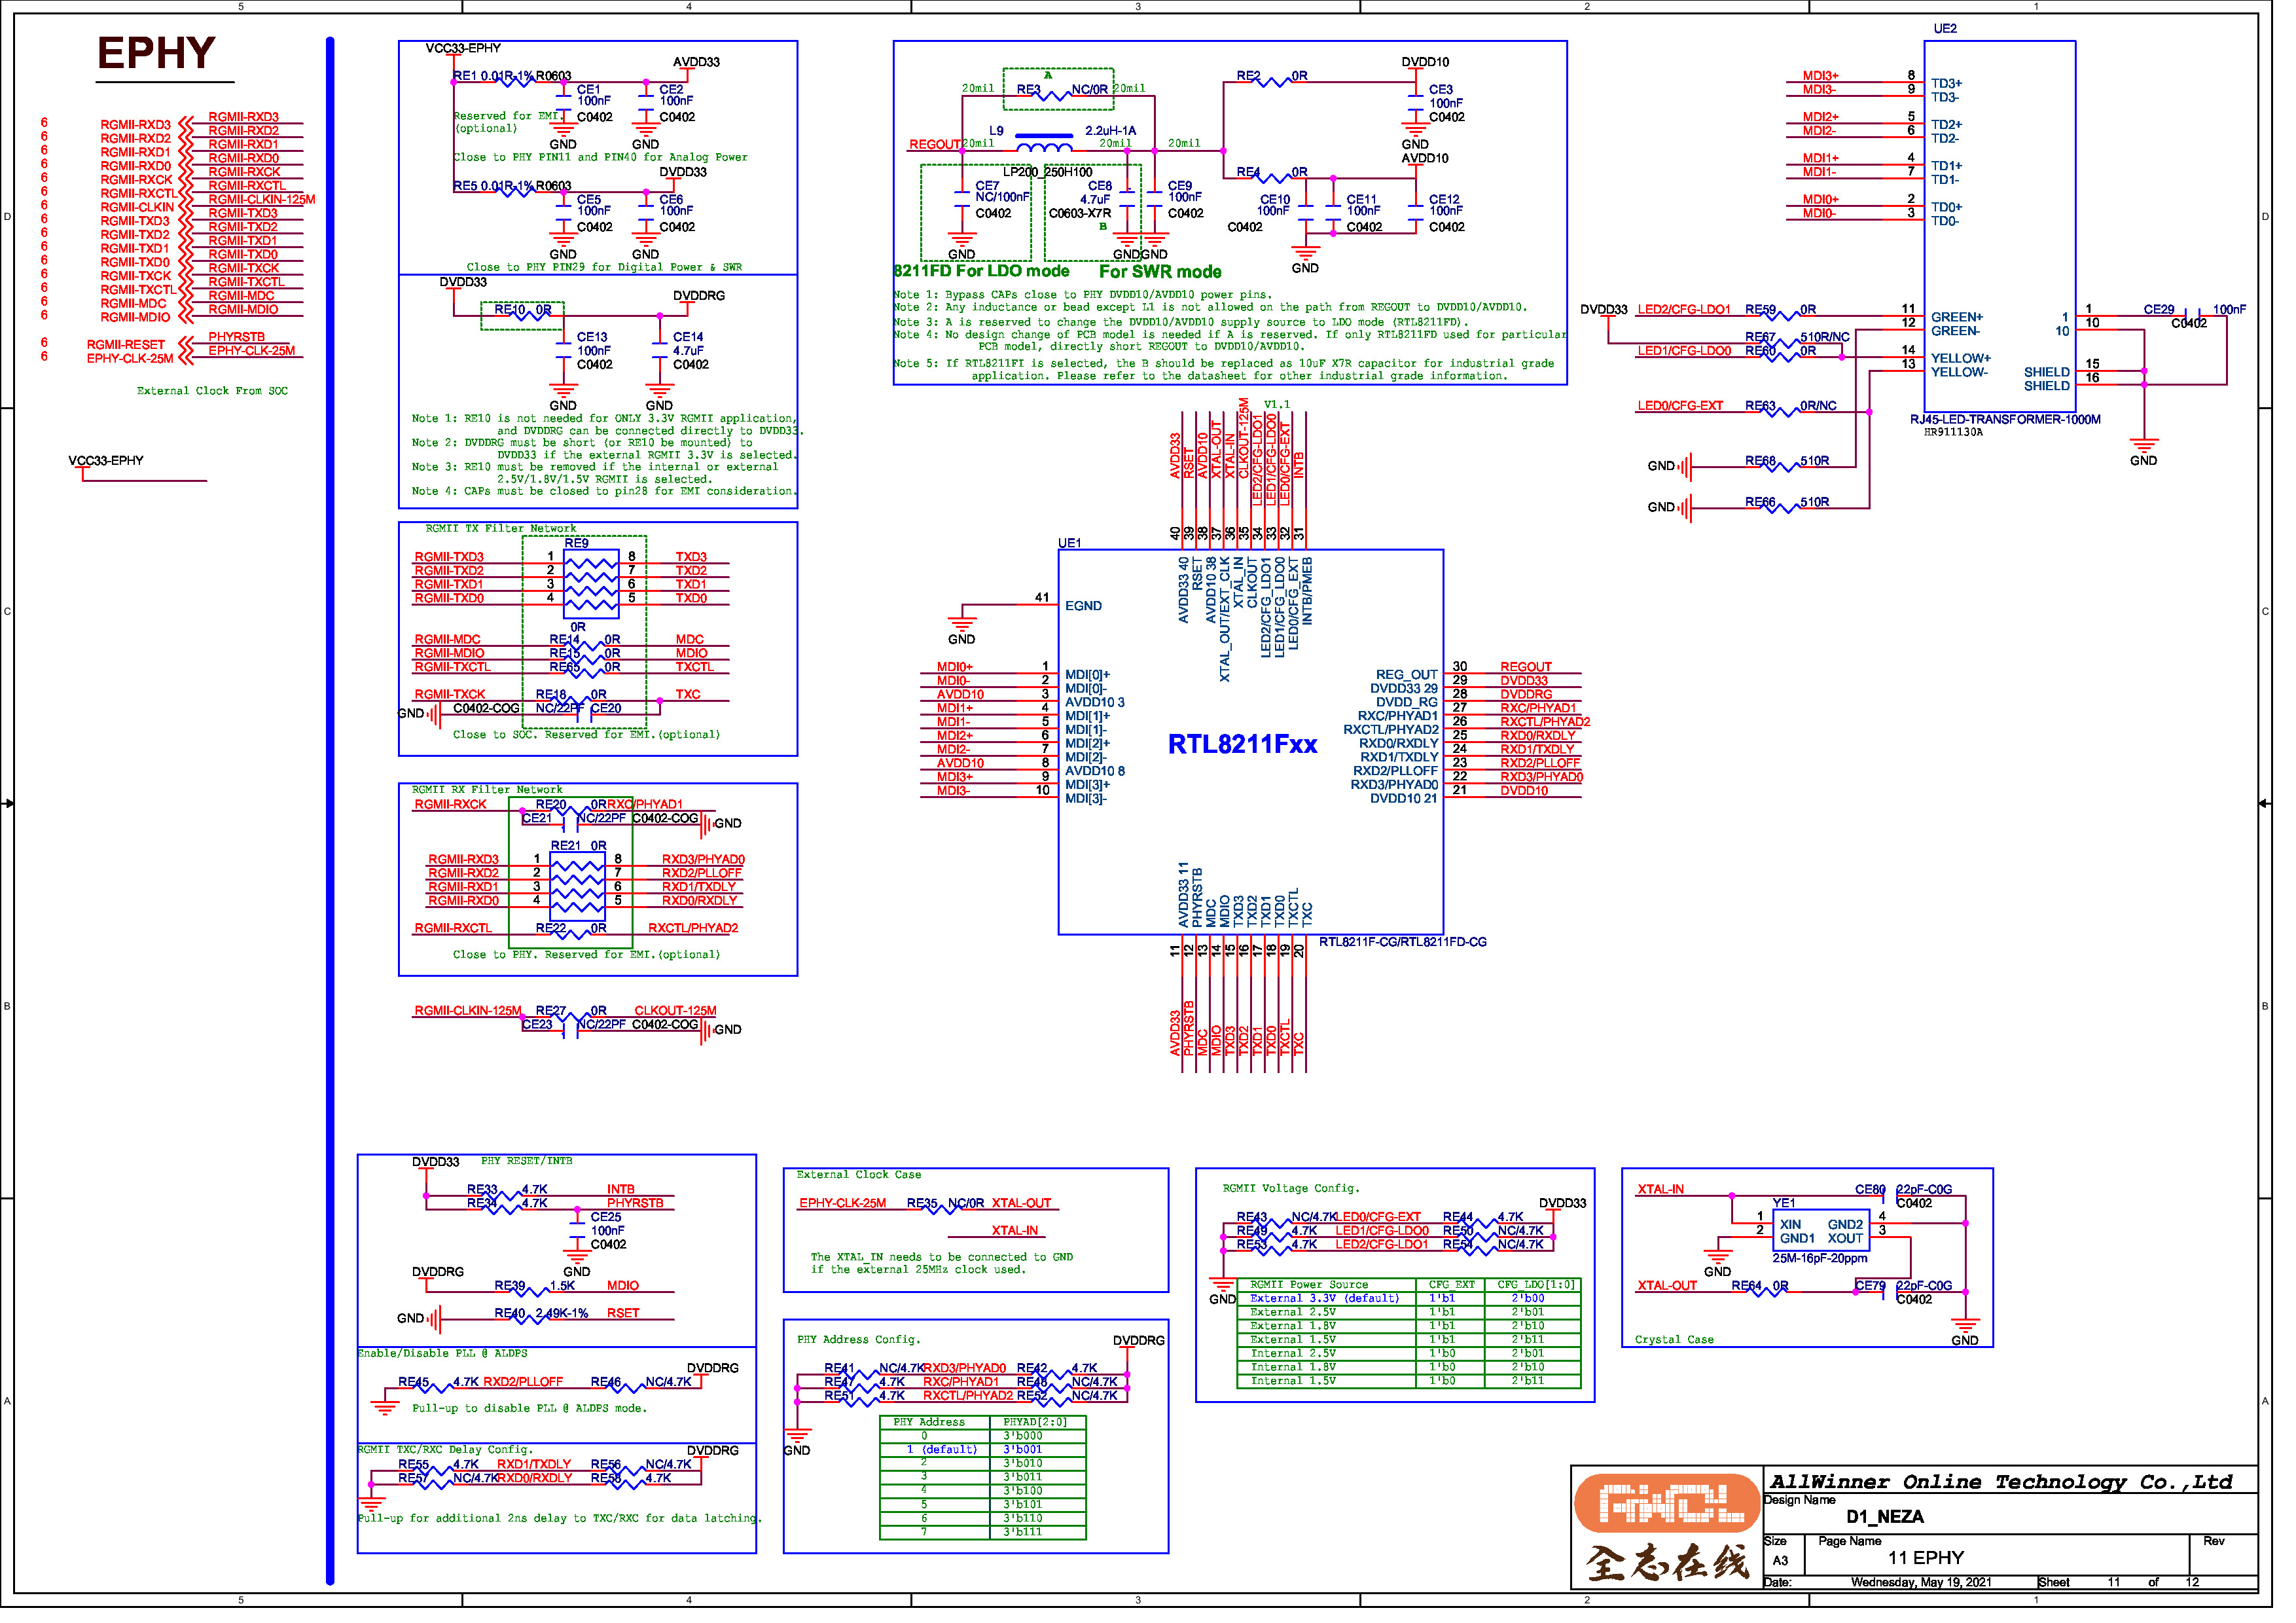 EPHY
6 RGMII-RXD3 RGMII-RXD3
6 RGMII-RXD2 RGMII-RXD2
6 RGMII-RXD1 RGMII-RXD1
6 RGMII-RXD0 RGMII-RXD0
6 RGMII-RXCK RGMII-RXCK
6 RGMII-RXCTL RGMII-RXCTL
6 RGMII-CLKIN RGMII-CLKIN-125M
6 RGMII-TXD3 RGMII-TXD3
6 RGMII-TXD2 RGMII-TXD2
6 RGMII-TXD1 RGMII-TXD1
6 RGMII-TXD0 RGMII-TXD0
6 RGMII-TXCK RGMII-TXCK
6 RGMII-TXCTL RGMII-TXCTL
6 RGMII-MDC RGMII-MDC
6 RGMII-MDIO RGMII-MDIO
6 RGMII-RESET PHYRSTB
6 EPHY-CLK-25M EPHY-CLK-25M
External Clock From SOC
VCC33-EPHY
VCC33-EPHY
RE1 0.01R-1% R0603
AVDD33
CE1 100nF C0402 GND
CE2 100nF C0402 GND
Reserved for EMI.
(optional)
Close to PHY PIN11 and PIN40 for Analog Power
RE5 0.01R-1% R0603
DVDD33
CE5 100nF C0402 GND
CE6 100nF C0402 GND
Close to PHY PIN29 for Digital Power & SWR
DVDD33
RE10 0R
DVDDRG
CE13 100nF C0402 GND
CE14 4.7uF C0402 GND
Note 1: RE10 is not needed for ONLY 3.3V RGMII application,
and DVDDRG can be connected directly to DVDD33.
Note 2: DVDDRG must be short (or RE10 be mounted) to
DVDD33 if the external RGMII 3.3V is selected.
Note 3: RE10 must be removed if the internal or external
2.5V/1.8V/1.5V RGMII is selected.
Note 4: CAPs must be closed to pin28 for EMI consideration.
RGMII TX Filter Network
RE9
RGMII-TXD3 1 8 TXD3
RGMII-TXD2 2 7 TXD2
RGMII-TXD1 3 6 TXD1
RGMII-TXD0 4 5 TXD0
0R
RGMII-MDC RE14 0R MDC
RGMII-MDIO RE15 0R MDIO
RGMII-TXCTL RE65 0R TXCTL
RGMII-TXCK RE18 0R TXC
GND C0402-COG NC/22PF CE20
Close to SOC. Reserved for EMI.(optional)
RGMII RX Filter Network
RGMII-RXCK RE20 0R RXC/PHYAD1
CE21 NC/22PF C0402-COG GND
RE21 0R
RGMII-RXD3 1 8 RXD3/PHYAD0
RGMII-RXD2 2 7 RXD2/PLLOFF
RGMII-RXD1 3 6 RXD1/TXDLY
RGMII-RXD0 4 5 RXD0/RXDLY
RGMII-RXCTL RE22 0R RXCTL/PHYAD2
Close to PHY. Reserved for EMI.(optional)
RGMII-CLKIN-125M RE27 0R CLKOUT-125M
CE23 NC/22PF C0402-COG GND
A
20mil RE3 NC/0R 20mil
L9 2.2uH-1A
REGOUT 20mil 20mil 20mil
LP200_250H100
CE7 NC/100nF C0402 GND
CE8 4.7uF C0603-X7R B GND
CE9 100nF C0402 GND
RE2 0R
DVDD10
CE3 100nF C0402 GND
RE4 0R
AVDD10
CE10 100nF C0402
CE11 100nF C0402
CE12 100nF C0402
GND
8211FD For LDO mode For SWR mode
Note 1: Bypass CAPs close to PHY DVDD10/AVDD10 power pins.
Note 2: Any inductance or bead except L1 is not allowed on the path from REGOUT to DVDD10/AVDD10.
Note 3: A is reserved to change the DVDD10/AVDD10 supply source to LDO mode (RTL8211FD).
Note 4: No design change of PCB model is needed if A is reserved. If only RTL8211FD used for particular
PCB model, directly short REGOUT to DVDD10/AVDD10.
Note 5: If RTL8211FI is selected, the B should be replaced as 10uF X7R capacitor for industrial grade
application. Please refer to the datasheet for other industrial grade information.
V1.1
UE1
AVDD33 40 AVDD33 40
RSET 39 RSET
AVDD10 38 AVDD10 38
XTAL-OUT 37 XTAL_OUT/EXT_CLK
XTAL-IN 36 XTAL_IN
CLKOUT-125M 35 CLKOUT
LED2/CFG-LDO1 34 LED2/CFG_LDO1
LED1/CFG-LDO0 33 LED1/CFG_LDO0
LED0/CFG-EXT 32 LED0/CFG_EXT
INTB 31 INTB/PMEB
GND 41 EGND
MDI0+ 1 MDI[0]+
MDI0- 2 MDI[0]-
AVDD10 3 AVDD10 3
MDI1+ 4 MDI[1]+
MDI1- 5 MDI[1]-
MDI2+ 6 MDI[2]+
MDI2- 7 MDI[2]-
AVDD10 8 AVDD10 8
MDI3+ 9 MDI[3]+
MDI3- 10 MDI[3]-
RTL8211Fxx
REG_OUT 30 REGOUT
DVDD33 29 29 DVDD33
DVDD_RG 28 DVDDRG
RXC/PHYAD1 27 RXC/PHYAD1
RXCTL/PHYAD2 26 RXCTL/PHYAD2
RXD0/RXDLY 25 RXD0/RXDLY
RXD1/TXDLY 24 RXD1/TXDLY
RXD2/PLLOFF 23 RXD2/PLLOFF
RXD3/PHYAD0 22 RXD3/PHYAD0
DVDD10 21 21 DVDD10
AVDD33 11 11 AVDD33
PHYRSTB 12 PHYRSTB
MDC 13 MDC
MDIO 14 MDIO
TXD3 15 TXD3
TXD2 16 TXD2
TXD1 17 TXD1
TXD0 18 TXD0
TXCTL 19 TXCTL
TXC 20 TXC
RTL8211F-CG/RTL8211FD-CG
UE2
MDI3+ 8 TD3+
MDI3- 9 TD3-
MDI2+ 5 TD2+
MDI2- 6 TD2-
MDI1+ 4 TD1+
MDI1- 7 TD1-
MDI0+ 2 TD0+
MDI0- 3 TD0-
DVDD33 LED2/CFG-LDO1 RE59 0R 11 GREEN+ 1 1 CE29 100nF
12 GREEN- 10 10 C0402
RE67 510R/NC
LED1/CFG-LDO0 RE60 0R 14 YELLOW+
13 YELLOW- SHIELD 15
SHIELD 16
LED0/CFG-EXT RE63 0R/NC
RJ45-LED-TRANSFORMER-1000M
HR911130A
GND RE68 510R
GND RE66 510R
GND
DVDD33 PHY RESET/INTB
RE33 4.7K INTB
RE34 4.7K PHYRSTB
CE25 100nF C0402 GND
DVDDRG
RE39 1.5K MDIO
GND RE40 2.49K-1% RSET
Enable/Disable PLL @ ALDPS
DVDDRG
RE45 4.7K RXD2/PLLOFF RE46 NC/4.7K
Pull-up to disable PLL @ ALDPS mode.
RGMII TXC/RXC Delay Config.
DVDDRG
RE55 4.7K RXD1/TXDLY RE56 NC/4.7K
RE57 NC/4.7K RXD0/RXDLY RE58 4.7K
Pull-up for additional 2ns delay to TXC/RXC for data latching.
External Clock Case
EPHY-CLK-25M RE35 NC/0R XTAL-OUT
XTAL-IN
The XTAL_IN needs to be connected to GND
if the external 25MHz clock used.
PHY Address Config.
DVDDRG
RE41 NC/4.7K RXD3/PHYAD0 RE42 4.7K
RE47 4.7K RXC/PHYAD1 RE48 NC/4.7K
RE51 4.7K RXCTL/PHYAD2 RE52 NC/4.7K
GND
PHY Address PHYAD[2:0]
0 3'b000
1 (default) 3'b001
2 3'b010
3 3'b011
4 3'b100
5 3'b101
6 3'b110
7 3'b111
RGMII Voltage Config.
DVDD33
RE43 NC/4.7K LED0/CFG-EXT RE44 4.7K
RE49 4.7K LED1/CFG-LDO0 RE50 NC/4.7K
RE53 4.7K LED2/CFG-LDO1 RE54 NC/4.7K
GND
RGMII Power Source CFG_EXT CFG_LDO[1:0]
External 3.3V (default) 1'b1 2'b00
External 2.5V 1'b1 2'b01
External 1.8V 1'b1 2'b10
External 1.5V 1'b1 2'b11
Internal 2.5V 1'b0 2'b01
Internal 1.8V 1'b0 2'b10
Internal 1.5V 1'b0 2'b11
XTAL-IN CE80 22pF-C0G
C0402
YE1
1 XIN GND2 4
2 GND1 XOUT 3
GND 25M-16pF-20ppm
XTAL-OUT RE64 0R CE79 22pF-C0G
C0402
Crystal Case GND
AWOL
全志在线
AllWinner Online Technology Co.,Ltd
Design Name
D1_NEZA
Size Page Name Rev
A3 11 EPHY
Date: Wednesday, May 19, 2021 Sheet 11 of 12
5 4 3 2 1
5 4 3 2 1
D C B A
D C B A